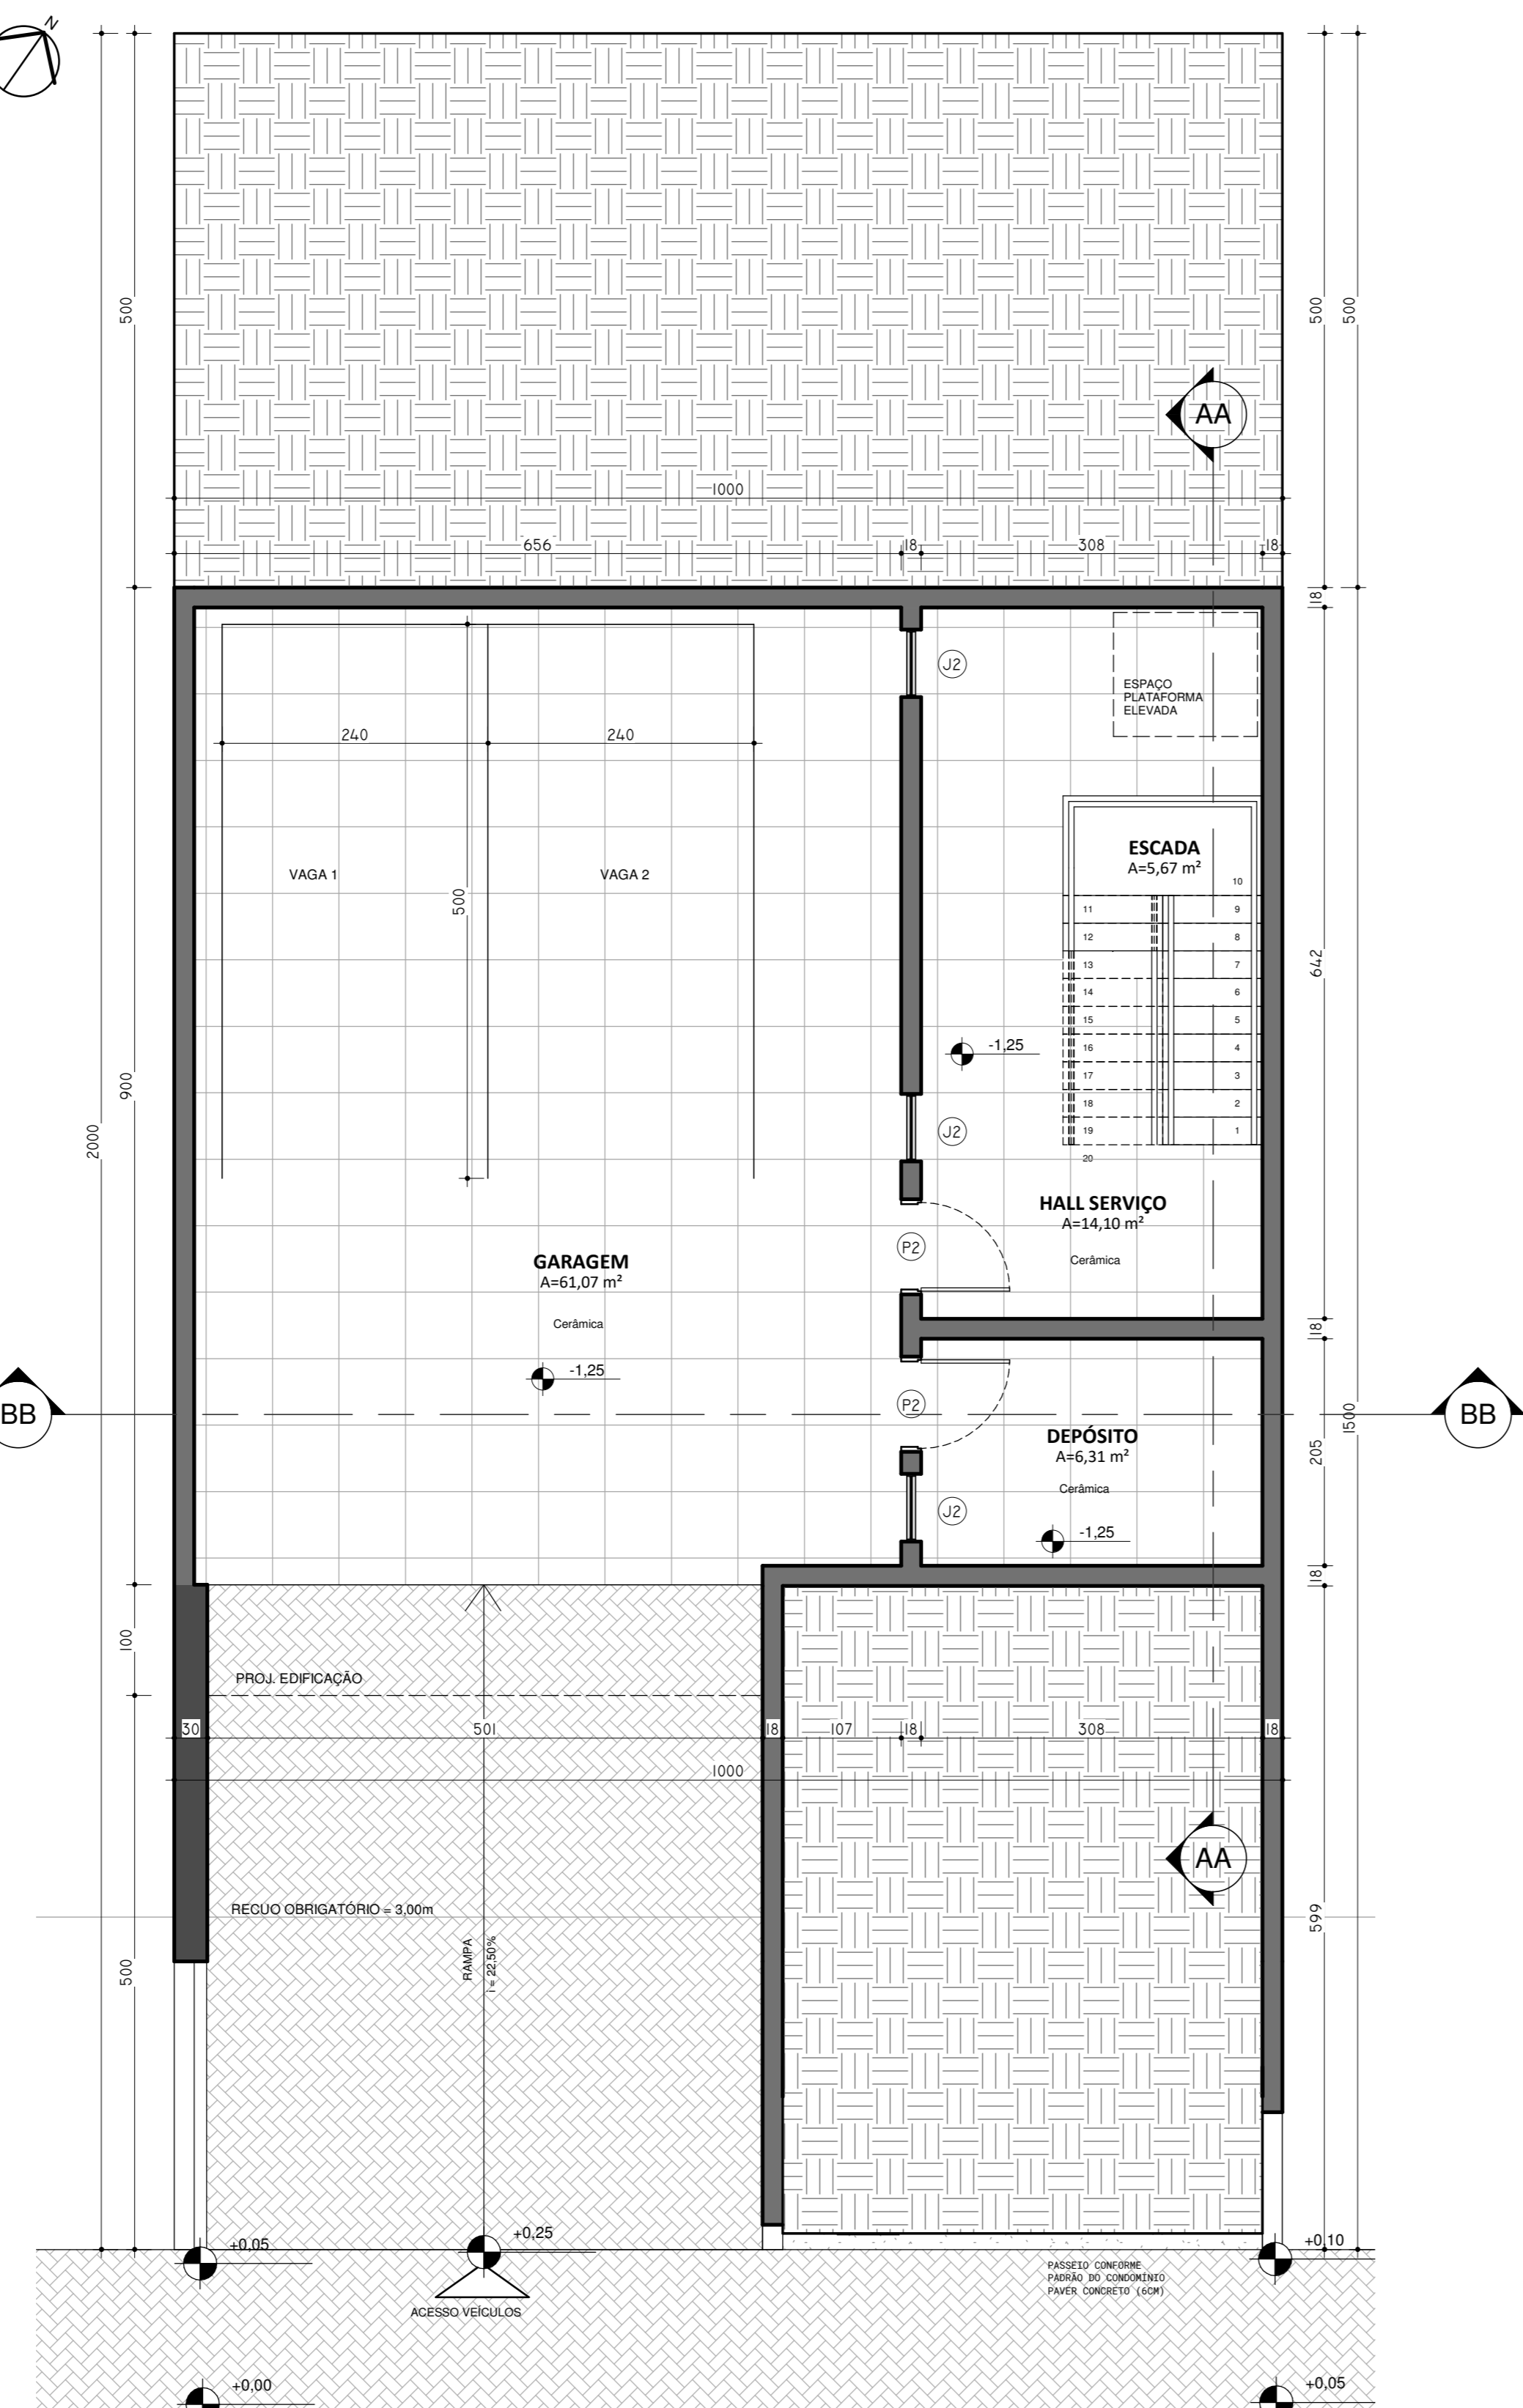 N
500
500
500
AA
1000
656
18
308
18
18
J2
ESPAÇO
PLATAFORMA
ELEVADA
240
240
ESCADA
A=5,67 m²
VAGA 1
VAGA 2
500
10
11
9
12
8
13
7
14
6
15
5
16
4
17
3
18
2
19
1
20
642
-1,25
900
2000
J2
HALL SERVIÇO
A=14,10 m²
Cerâmica
P2
GARAGEM
A=61,07 m²
Cerâmica
-1,25
18
BB
BB
P2
1500
DEPÓSITO
A=6,31 m²
Cerâmica
205
J2
-1,25
18
100
PROJ. EDIFICAÇÃO
30
501
18
107
18
308
18
1000
AA
RECUO OBRIGATÓRIO = 3,00m
599
RAMPA
i = 22,50%
500
+0,05
+0,25
+0,10
PASSEIO CONFORME
PADRÃO DO CONDOMÍNIO
PAVER CONCRETO (6CM)
ACESSO VEÍCULOS
+0,00
+0,05